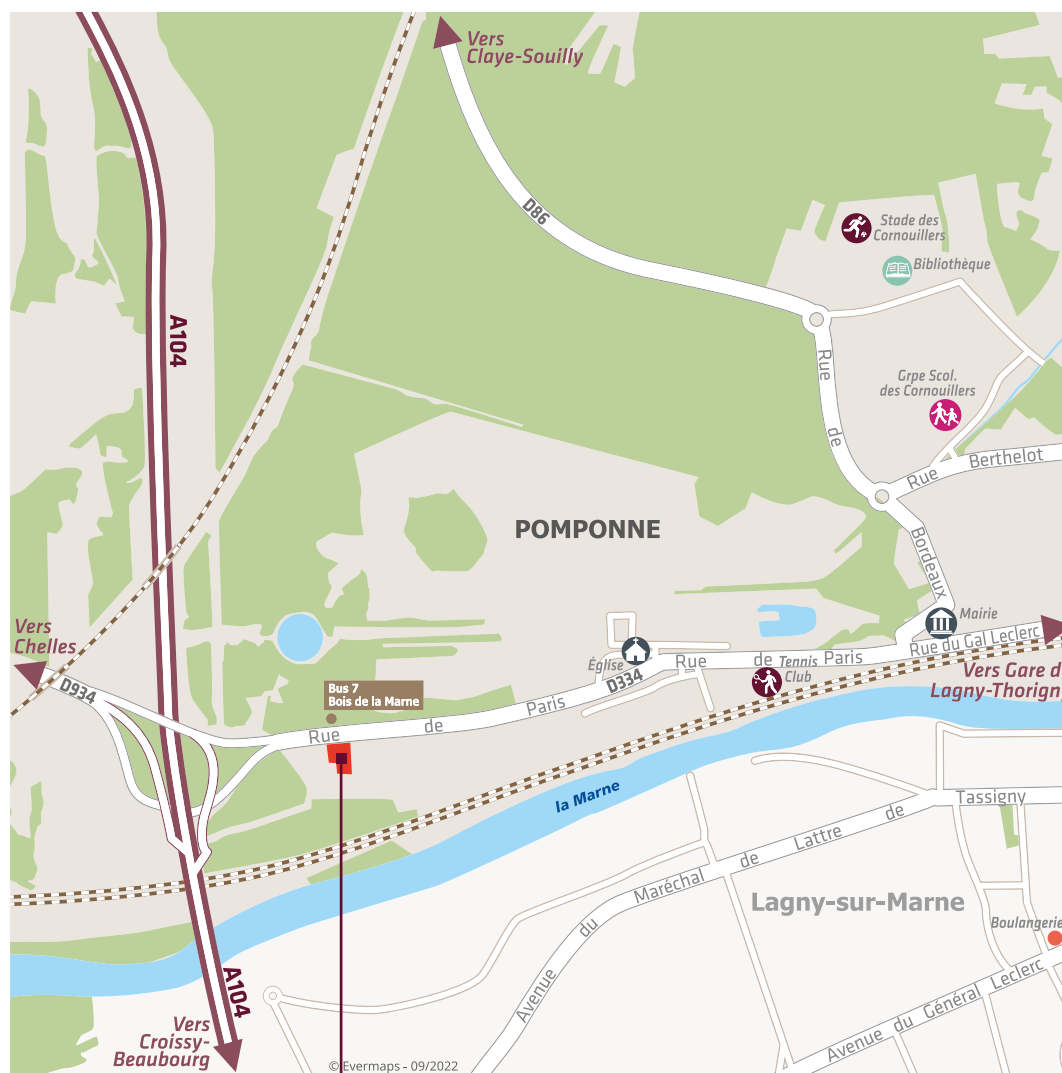 Vers
Claye-Souilly
D86
Stade des
Cornouillers
Bibliothèque
A104
Rue
de
Bordeaux
Grpe Scol.
des Cornouillers
Rue Berthelot
POMPONNE
Mairie
Rue du Gal Leclerc
Vers
Chelles
D934
Église
Rue de Paris
D334
Tennis
Club
Vers Gare d
Lagny-Thorign
Bus 7
Bois de la Marne
Rue de Paris
la Marne
Avenue du Maréchal de Lattre de Tassigny
Lagny-sur-Marne
Boulangerie
Avenue du Général Leclerc
A104
Vers
Croissy-
Beaubourg
© Evermaps - 09/2022